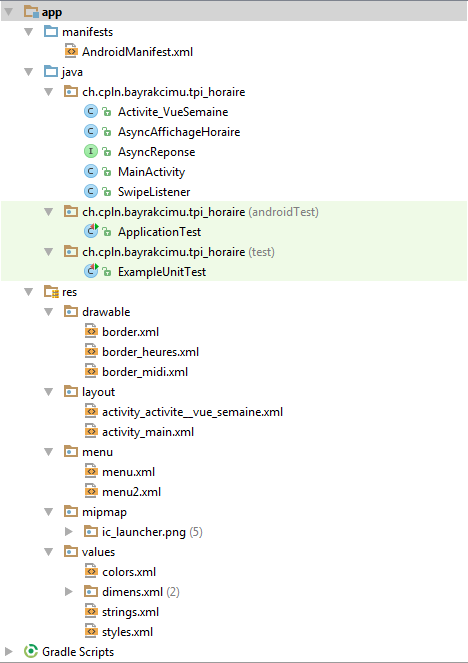 app
manifests
AndroidManifest.xml
java
ch.cpln.bayrakcimu.tpi_horaire
Activite_VueSemaine
AsyncAffichageHoraire
AsyncReponse
MainActivity
SwipeListener
ch.cpln.bayrakcimu.tpi_horaire (androidTest)
ApplicationTest
ch.cpln.bayrakcimu.tpi_horaire (test)
ExampleUnitTest
res
drawable
border.xml
border_heures.xml
border_midi.xml
layout
activity_activite__vue_semaine.xml
activity_main.xml
menu
menu.xml
menu2.xml
mipmap
ic_launcher.png (5)
values
colors.xml
dimens.xml (2)
strings.xml
styles.xml
Gradle Scripts